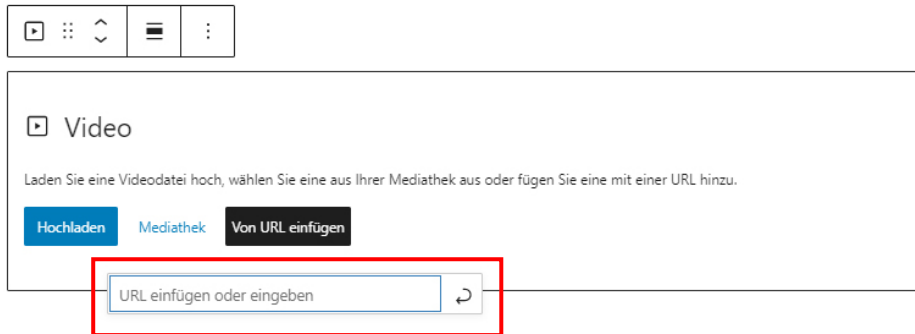 Video
Laden Sie eine Videodatei hoch, wählen Sie eine aus Ihrer Mediathek aus oder fügen Sie eine mit einer URL hinzu.
Hochladen Mediathek Von URL einfügen
URL einfügen oder eingeben